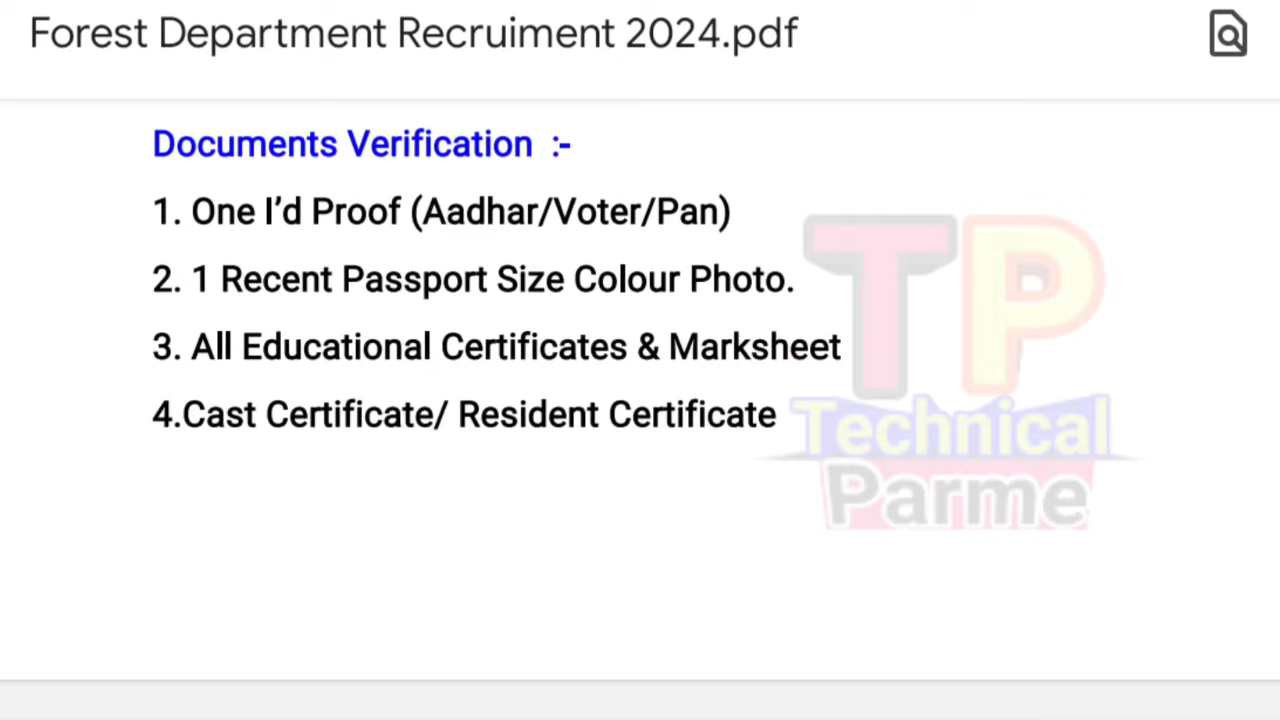 Forest Department Recruiment 2024.pdf
Documents Verification :-
1. One I’d Proof (Aadhar/Voter/Pan)
2. 1 Recent Passport Size Colour Photo.
3. All Educational Certificates & Marksheet
4.Cast Certificate/ Resident Certificate
TP
Technical
Parme